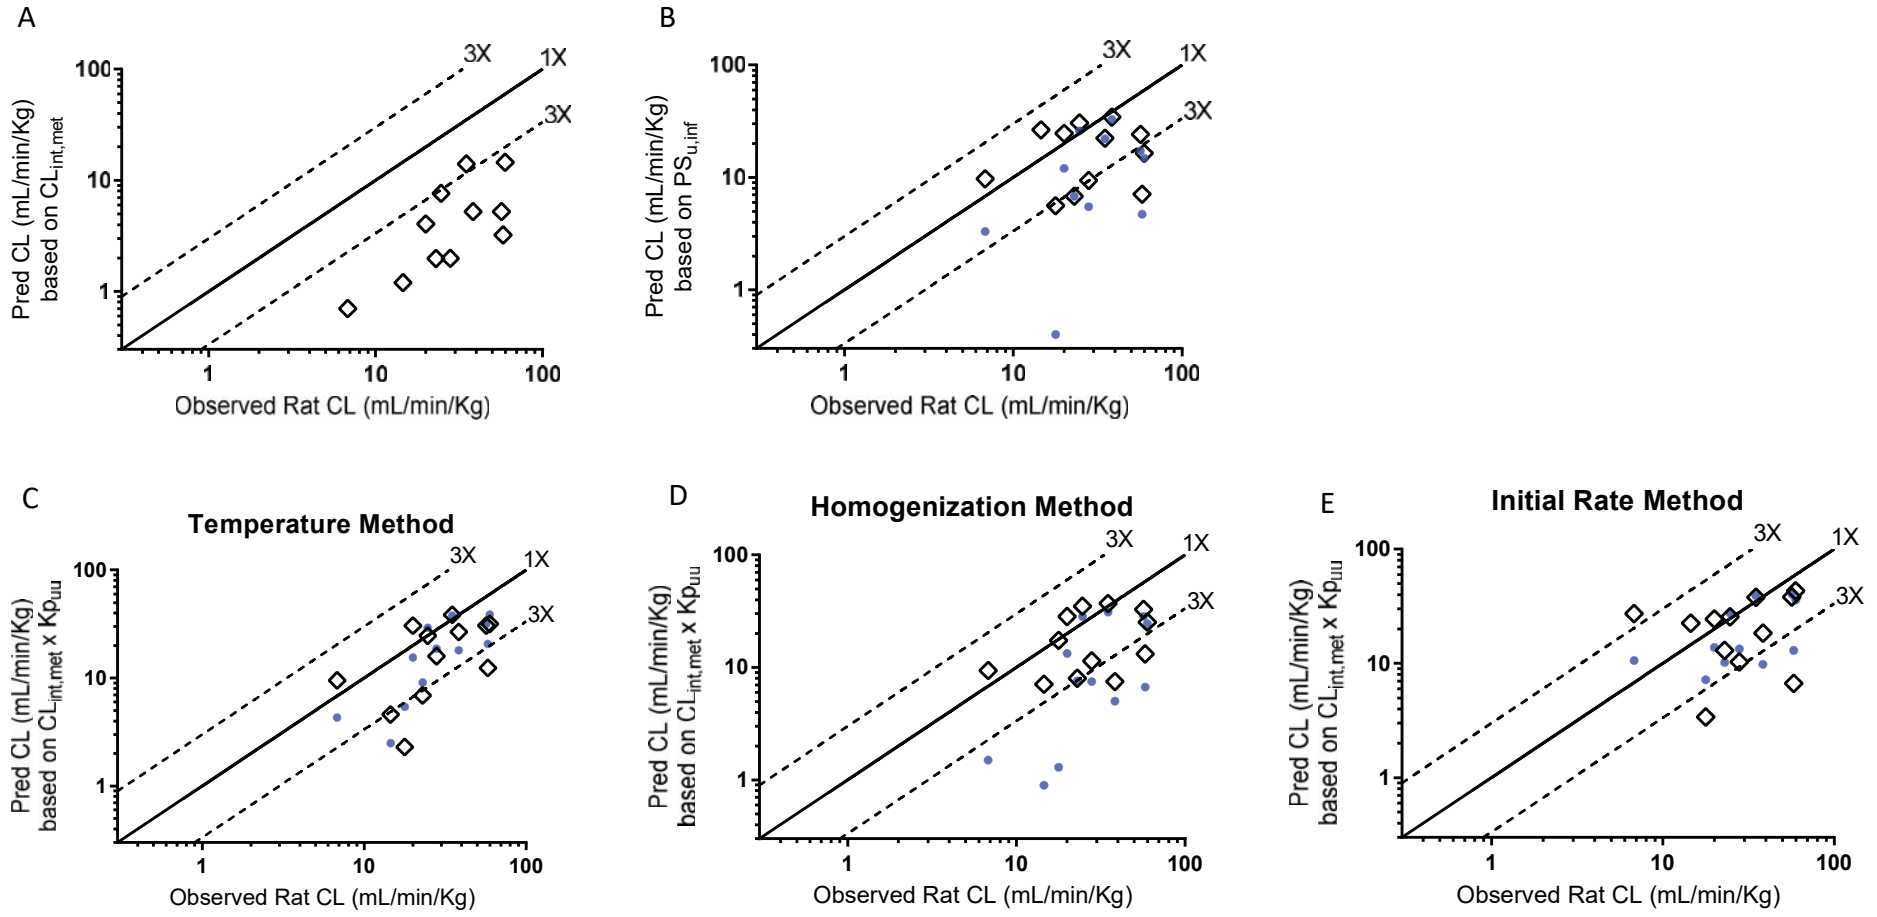 A
3X
1X
3X
100
10
1
1
10
100
Pred CL (mL/min/Kg)
based on CLint,met
Observed Rat CL (mL/min/Kg)
B
3X
1X
3X
100
10
1
1
10
100
Pred CL (mL/min/Kg)
based on PSu,inf
Observed Rat CL (mL/min/Kg)
C
Temperature Method
3X
1X
3X
100
10
1
1
10
100
Pred CL (mL/min/Kg)
based on CLint,met x Kpuu
Observed Rat CL (mL/min/Kg)
D
Homogenization Method
3X
1X
3X
100
10
1
1
10
100
Pred CL (mL/min/Kg)
based on CLint,met x Kpuu
Observed Rat CL (mL/min/Kg)
E
Initial Rate Method
3X
1X
3X
100
10
1
1
10
100
Pred CL (mL/min/Kg)
based on CLint,met x Kpuu
Observed Rat CL (mL/min/Kg)